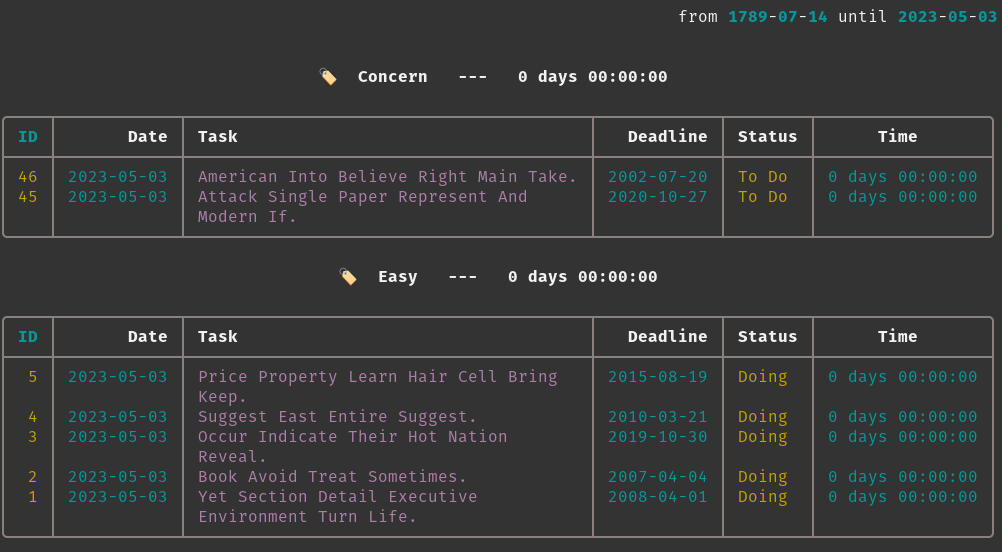 from 1789-07-14 until 2023-05-03
🏷️ Concern --- 0 days 00:00:00
ID Date Task Deadline Status Time
46 2023-05-03 American Into Believe Right Main Take. 2002-07-20 To Do 0 days 00:00:00
45 2023-05-03 Attack Single Paper Represent And 2020-10-27 To Do 0 days 00:00:00
Modern If.
🏷️ Easy --- 0 days 00:00:00
ID Date Task Deadline Status Time
5 2023-05-03 Price Property Learn Hair Cell Bring 2015-08-19 Doing 0 days 00:00:00
Keep.
4 2023-05-03 Suggest East Entire Suggest. 2010-03-21 Doing 0 days 00:00:00
3 2023-05-03 Occur Indicate Their Hot Nation 2019-10-30 Doing 0 days 00:00:00
Reveal.
2 2023-05-03 Book Avoid Treat Sometimes. 2007-04-04 Doing 0 days 00:00:00
1 2023-05-03 Yet Section Detail Executive 2008-04-01 Doing 0 days 00:00:00
Environment Turn Life.